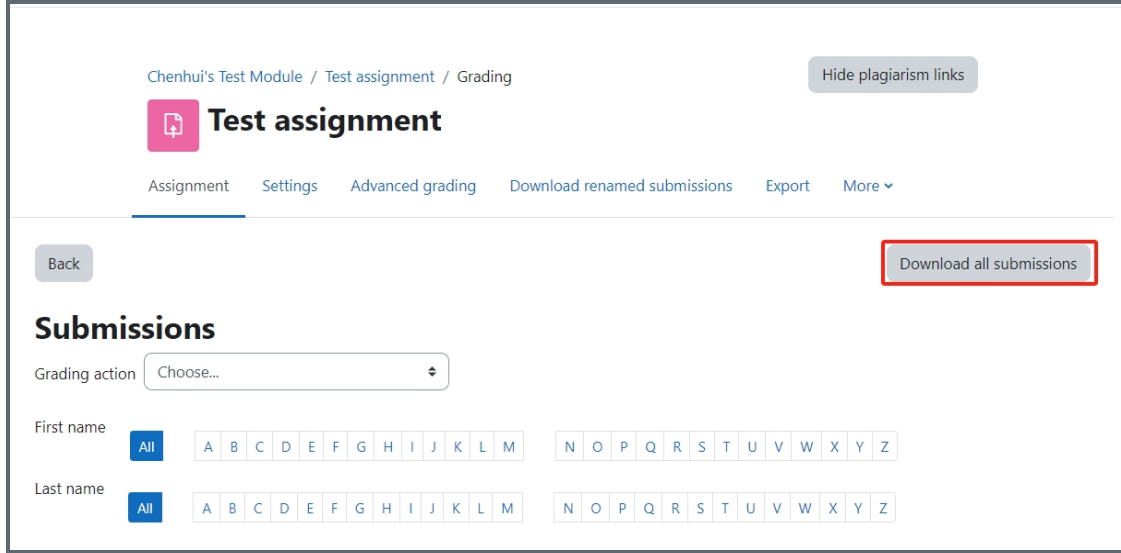 Chenhui's Test Module / Test assignment / Grading
Hide plagiarism links
Test assignment
Assignment Settings Advanced grading Download renamed submissions Export More
Back
Download all submissions
Submissions
Grading action Choose...
First name
All A B C D E F G H I J K L M N O P Q R S T U V W X Y Z
Last name
All A B C D E F G H I J K L M N O P Q R S T U V W X Y Z